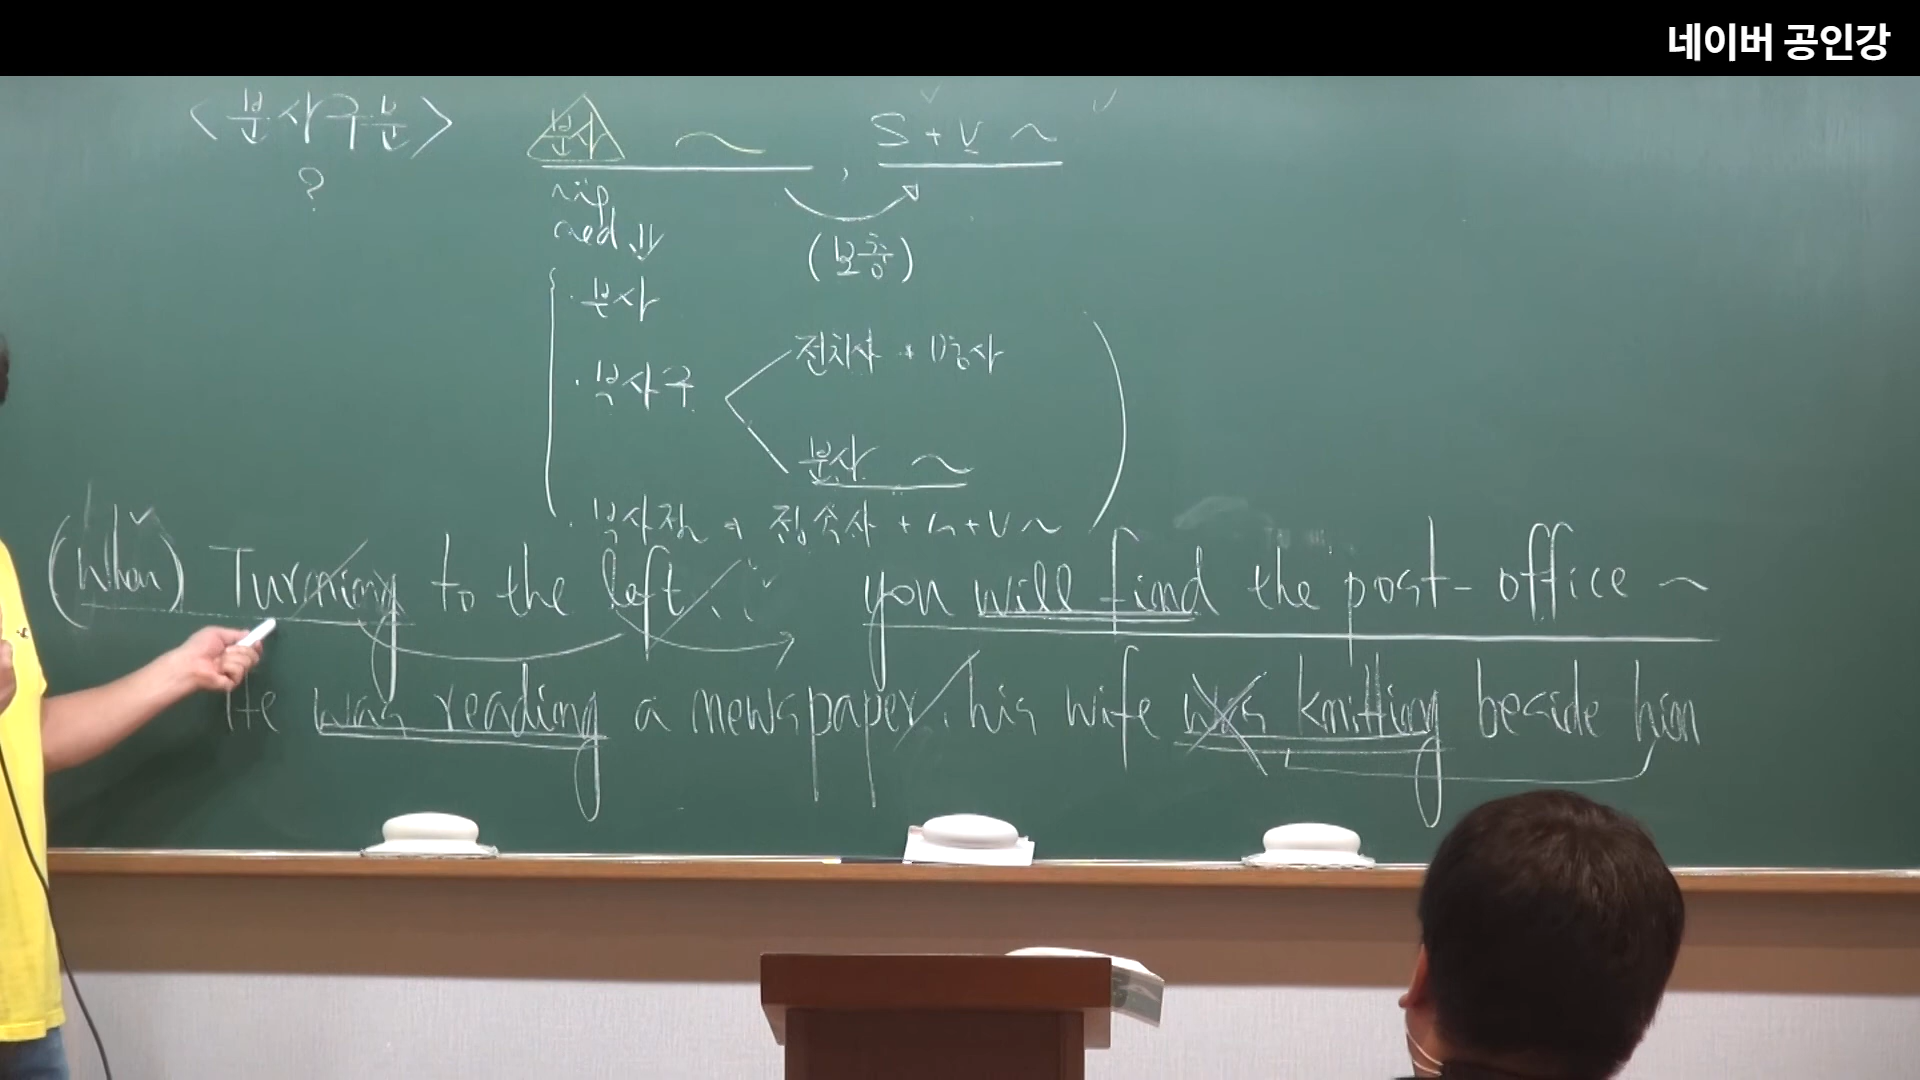 네이버 공인강
<분사구문> 분사 ~ , S + V ~
?
~ing
~ed
(보충)
· 부사
· 부사구
전치사 + 명사
분사 ~
· 부사절 → 접속사 + S + V ~
(When) Turning to the left, you will find the post-office ~
He was reading a newspaper, his wife was knitting beside him